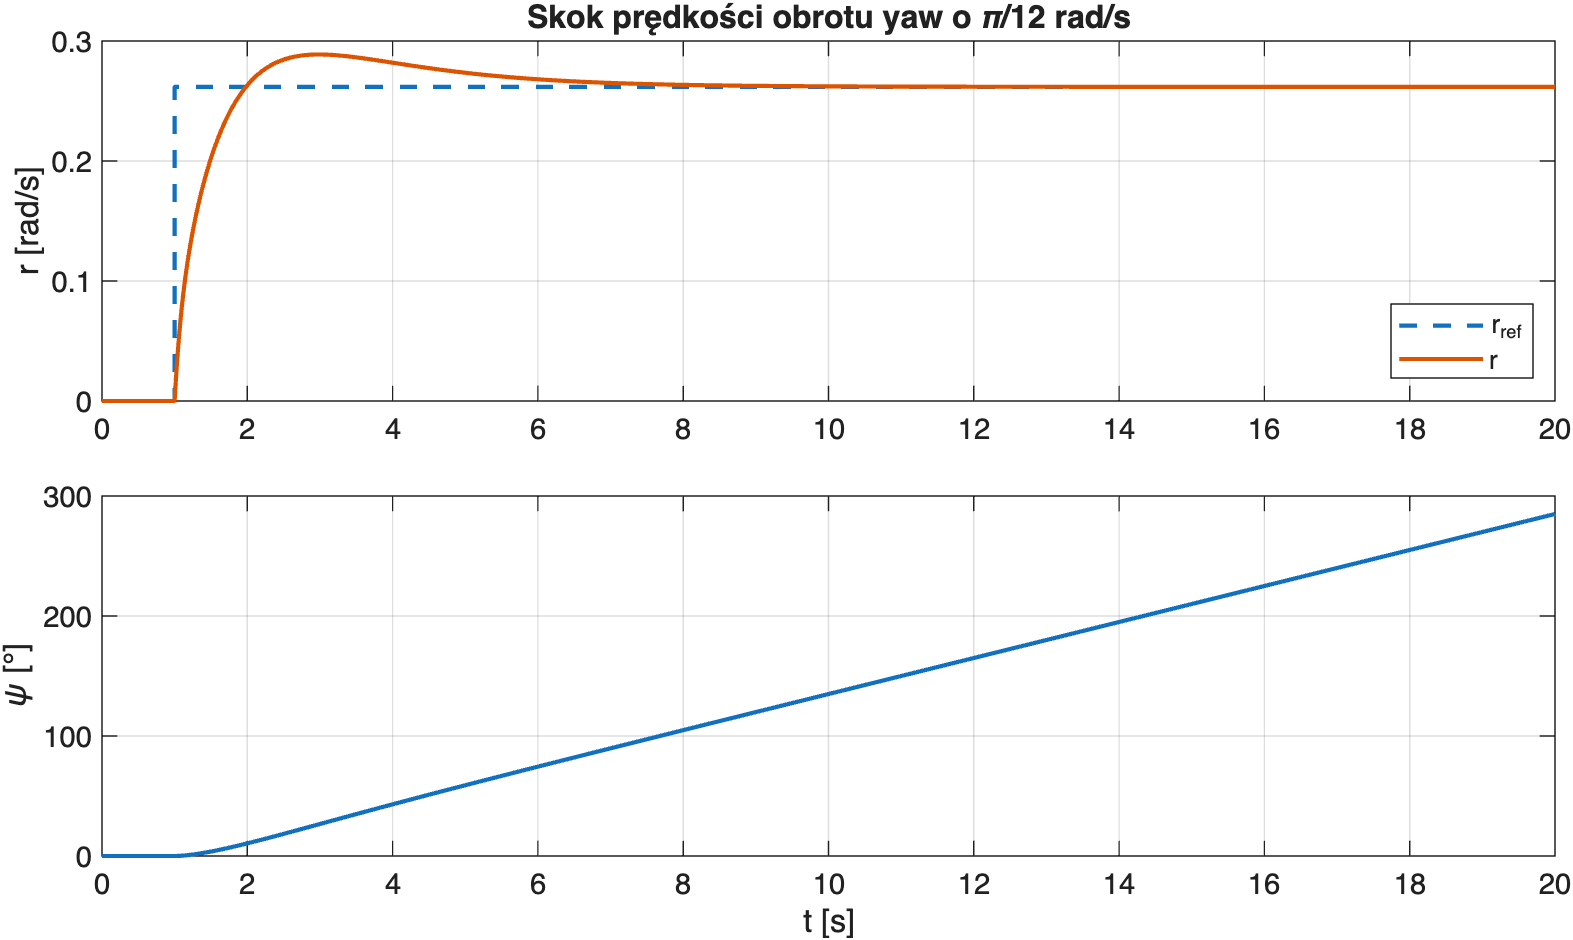 Skok prędkości obrotu yaw o π/12 rad/s
0.3
0.2
0.1
0
r [rad/s]
r_ref
r
0 2 4 6 8 10 12 14 16 18 20
300
200
100
0
ψ [°]
0 2 4 6 8 10 12 14 16 18 20
t [s]